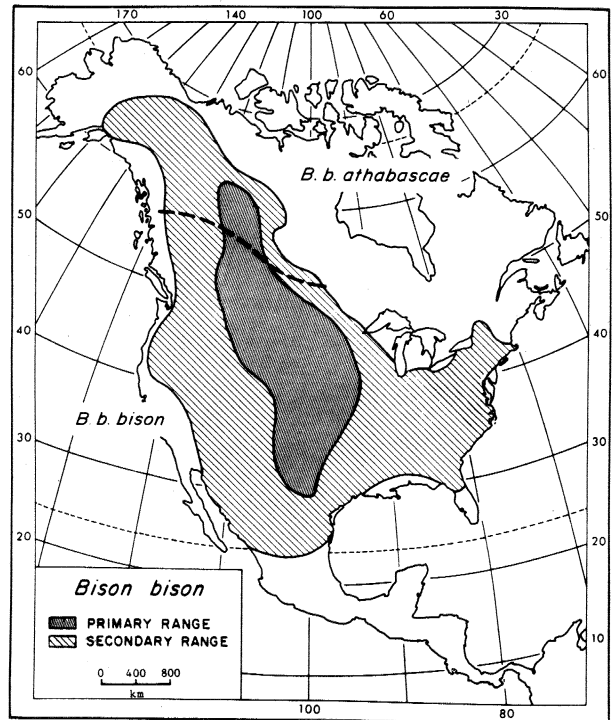 170 140 100 60 30
60
60
B. b. athabascae
50
50
40
40
B. b. bison
30
30
20
20
Bison bison
PRIMARY RANGE
SECONDARY RANGE
0 400 800
km
10
100 80